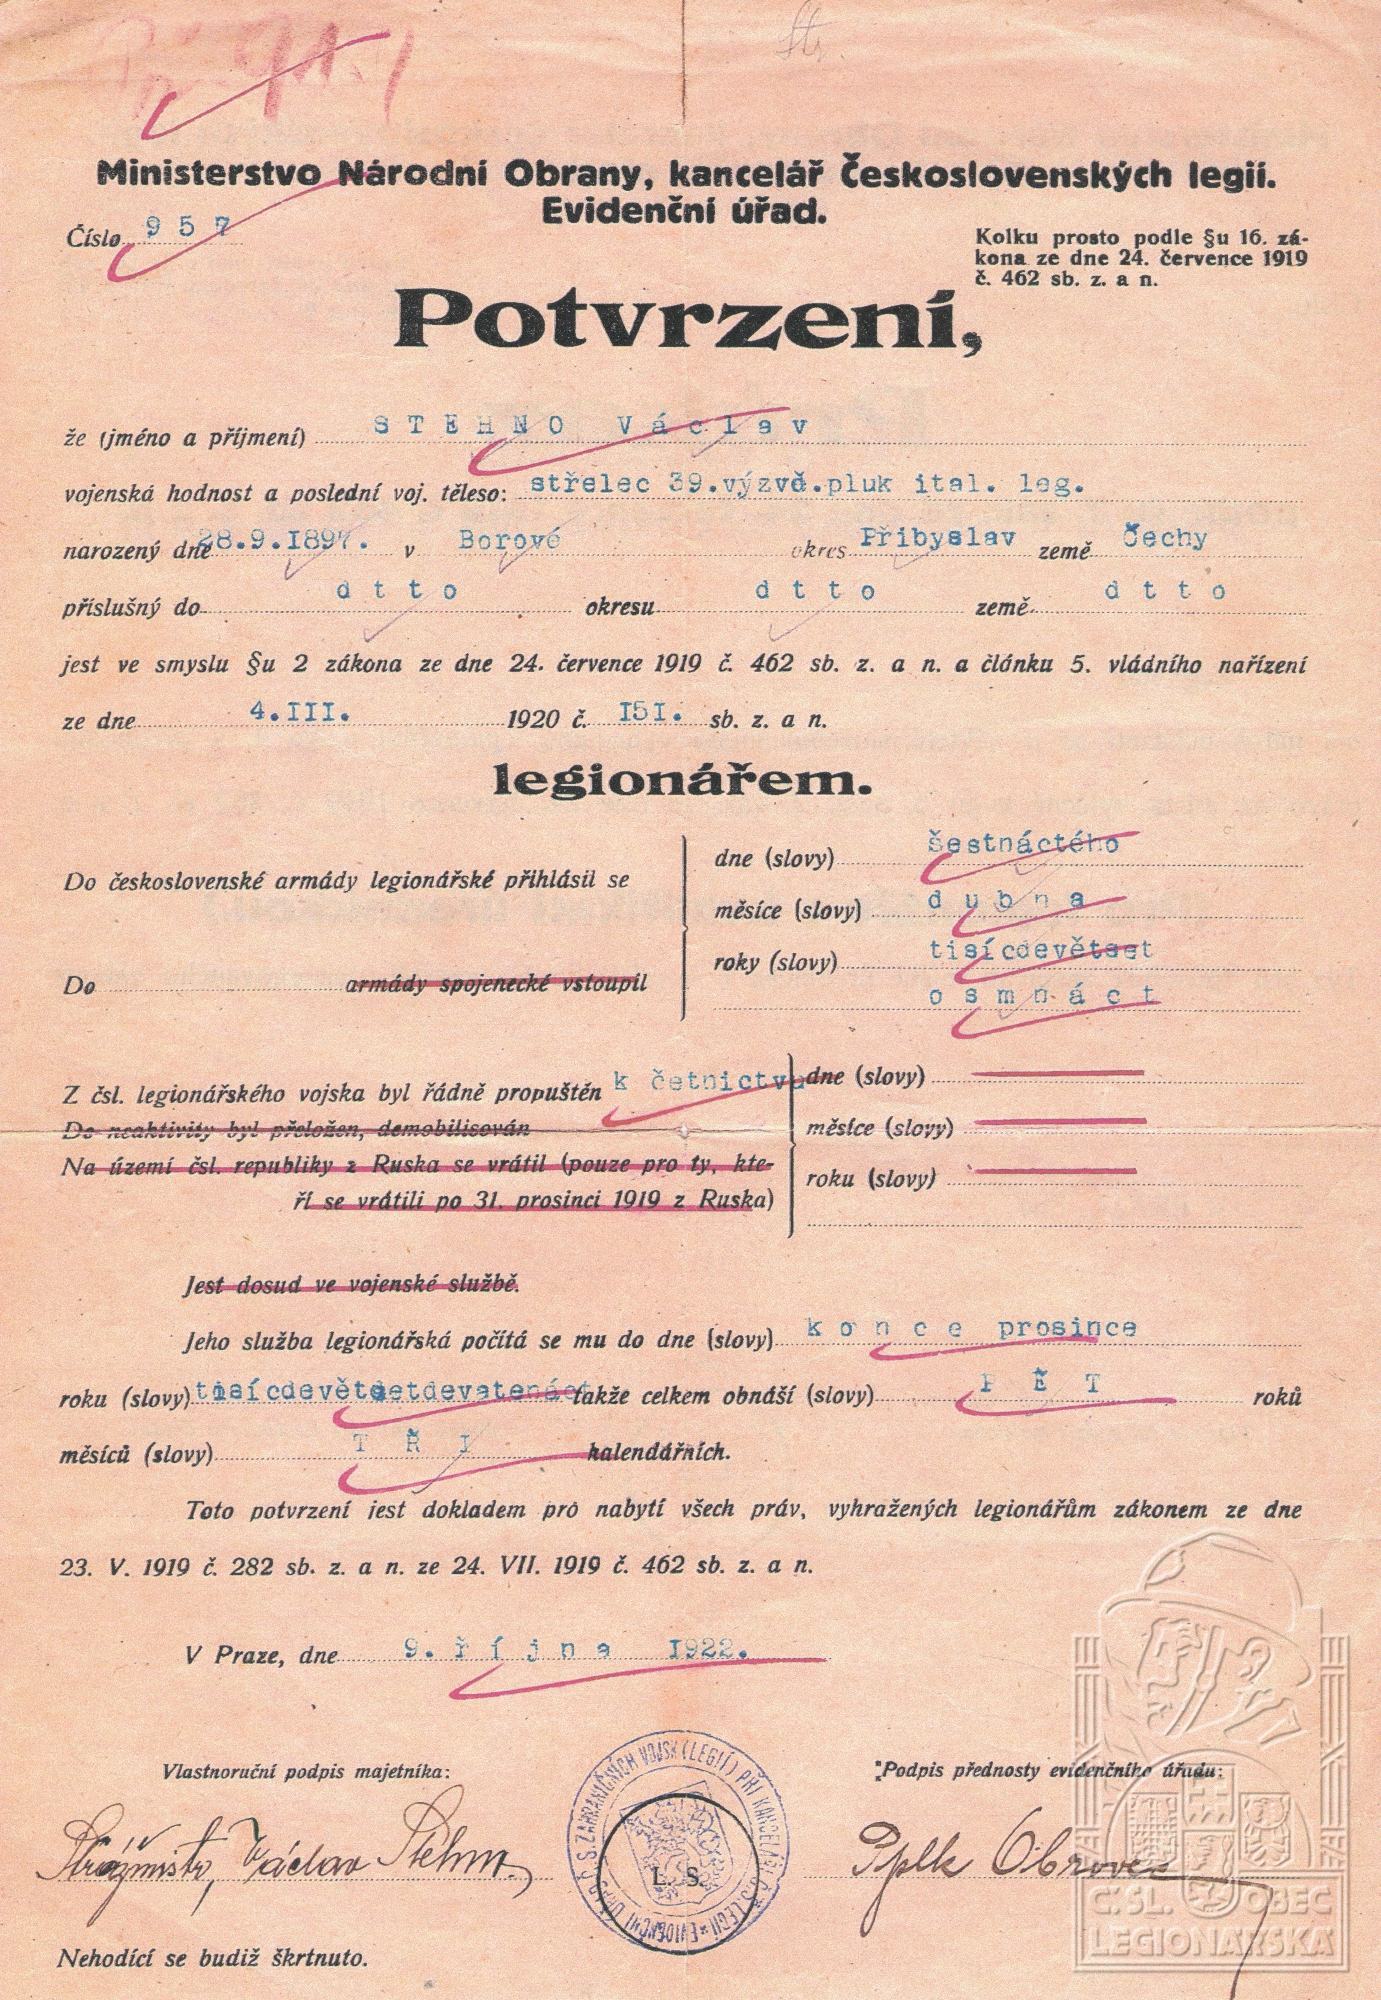 Str.
Ministerstvo Národní Obrany, kancelář Československých legií.
Evidenční úřad.
Číslo 957
Kolku prosto podle §u 16. zá-
kona ze dne 24. července 1919
č. 462 sb. z. a n.
Potvrzení,
že (jméno a příjmení) STEHNO Václav
vojenská hodnost a poslední voj. těleso: střelec 39.výzvd.pluk ital. leg.
narozený dne 28.9.1897. v Borové okres Přibyslav země Čechy
příslušný do dtto okresu dtto země dtto
jest ve smyslu §u 2 zákona ze dne 24. července 1919 č. 462 sb. z. a n. a článku 5. vládního nařízení
ze dne 4.III. 1920 č. 151. sb. z. a n.
legionářem.
Do československé armády legionářské přihlásil se
Do armády spojenecké vstoupil
dne (slovy) šestnáctého
měsíce (slovy) dubna
roky (slovy) tisícdevětset
osmnáct
Z čsl. legionářského vojska byl řádně propuštěn k četnictvu
Do neaktivity byl přeložen, demobilisován
Na území čsl. republiky z Ruska se vrátil (pouze pro ty, kte-
ří se vrátili po 31. prosinci 1919 z Ruska)
dne (slovy)
měsíce (slovy)
roku (slovy)
Jest dosud ve vojenské službě.
Jeho služba legionářská počítá se mu do dne (slovy) konce prosince
roku (slovy) tisícdevětsetdevatenáct takže celkem obnáší (slovy) PĚT roků
měsíců (slovy) TŘI kalendářních.
Toto potvrzení jest dokladem pro nabytí všech práv, vyhražených legionářům zákonem ze dne
23. V. 1919 č. 282 sb. z. a n. ze 24. VII. 1919 č. 462 sb. z. a n.
V Praze, dne 9. října 1922.
Vlastnoruční podpis majetníka:
Podpis přednosty evidenčního úřadu:
Strážmistr, Václav Stehno
L. S.
Pplk Obrovec
Nehodící se budiž škrtnuto.
Č.SL. OBEC
LEGIONÁŘSKÁ